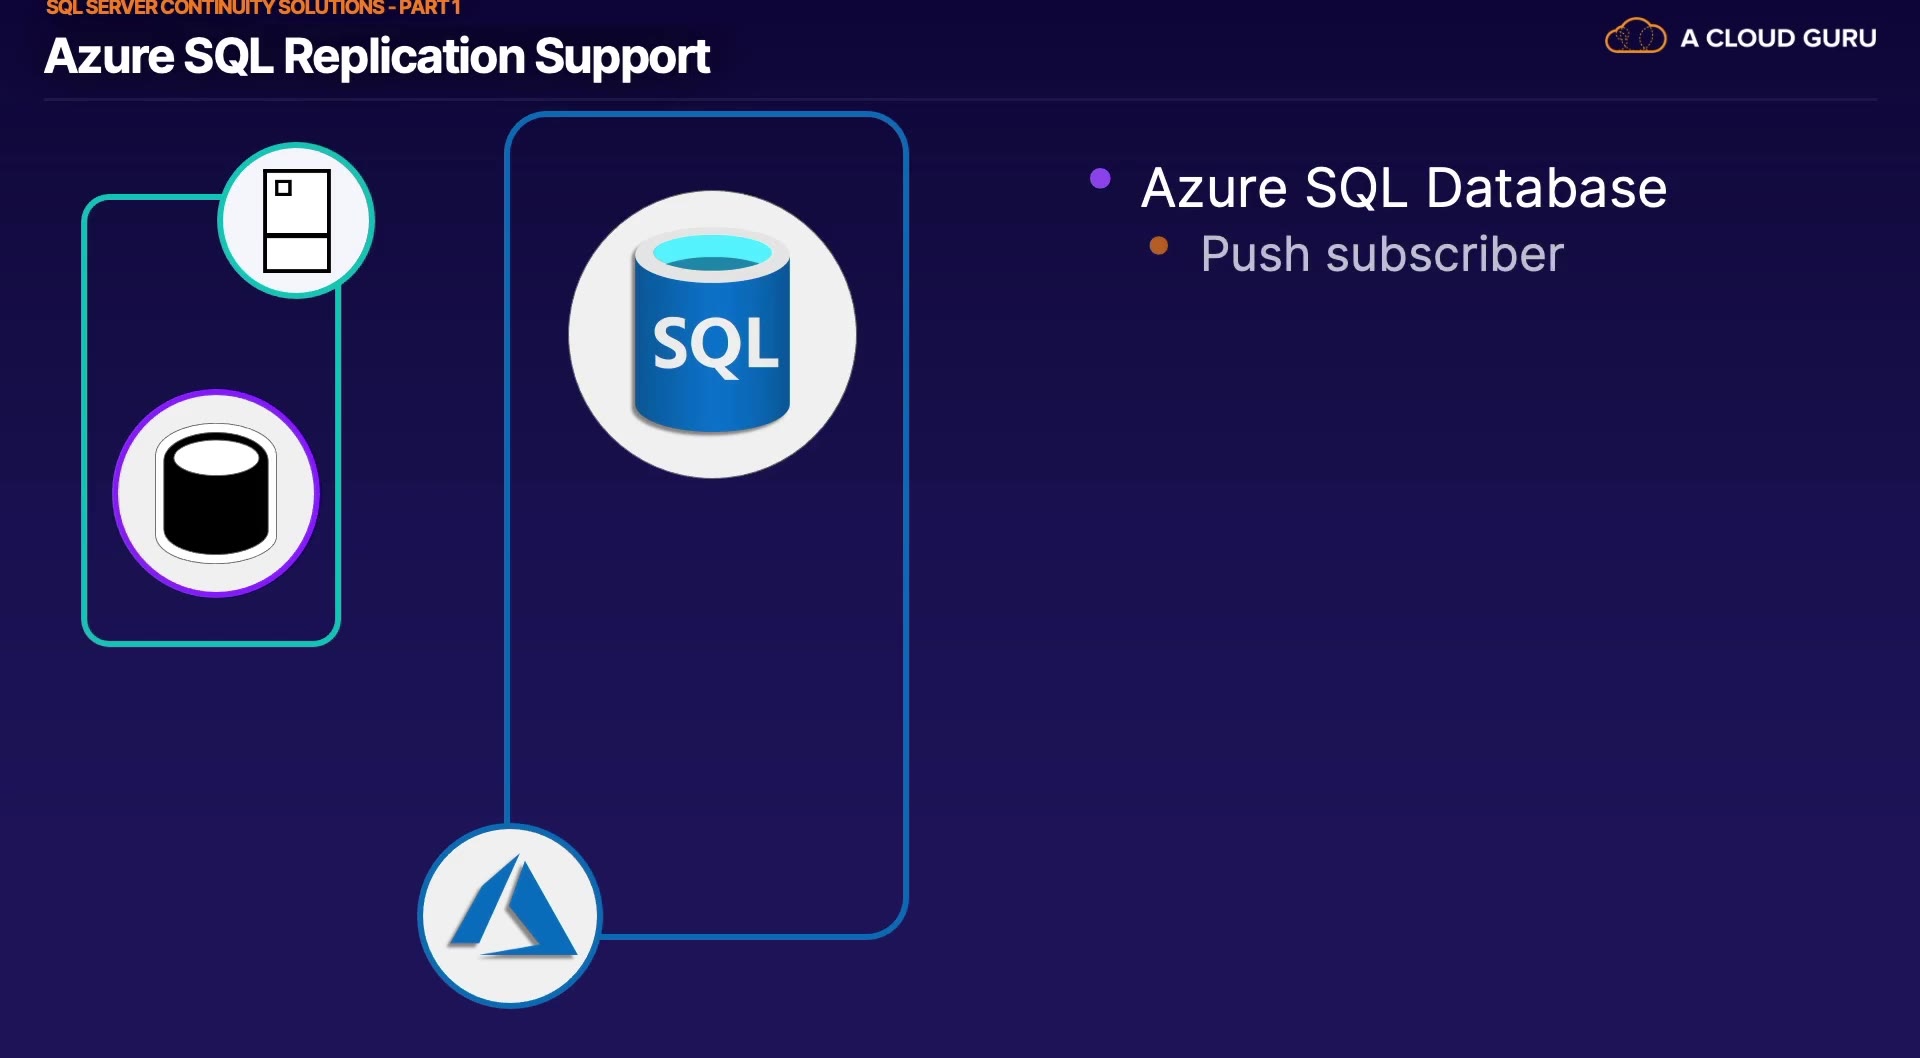 SQL SERVER CONTINUITY SOLUTIONS - PART 1
Azure SQL Replication Support
A CLOUD GURU
Azure SQL Database
Push subscriber
SQL